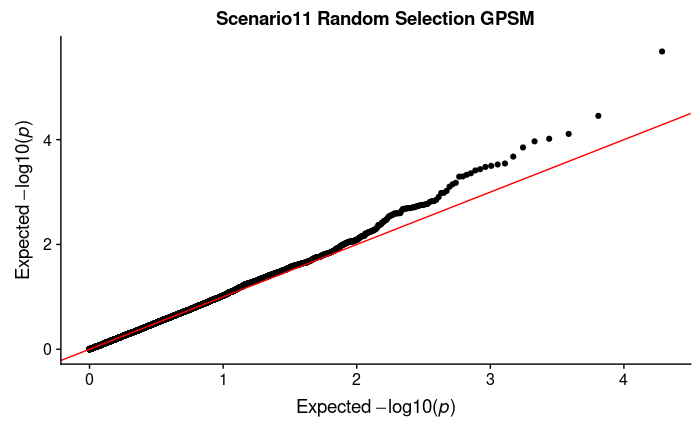 Scenario11 Random Selection GPSM
Expected −log10(p)
4
2
0
0 1 2 3 4
Expected −log10(p)